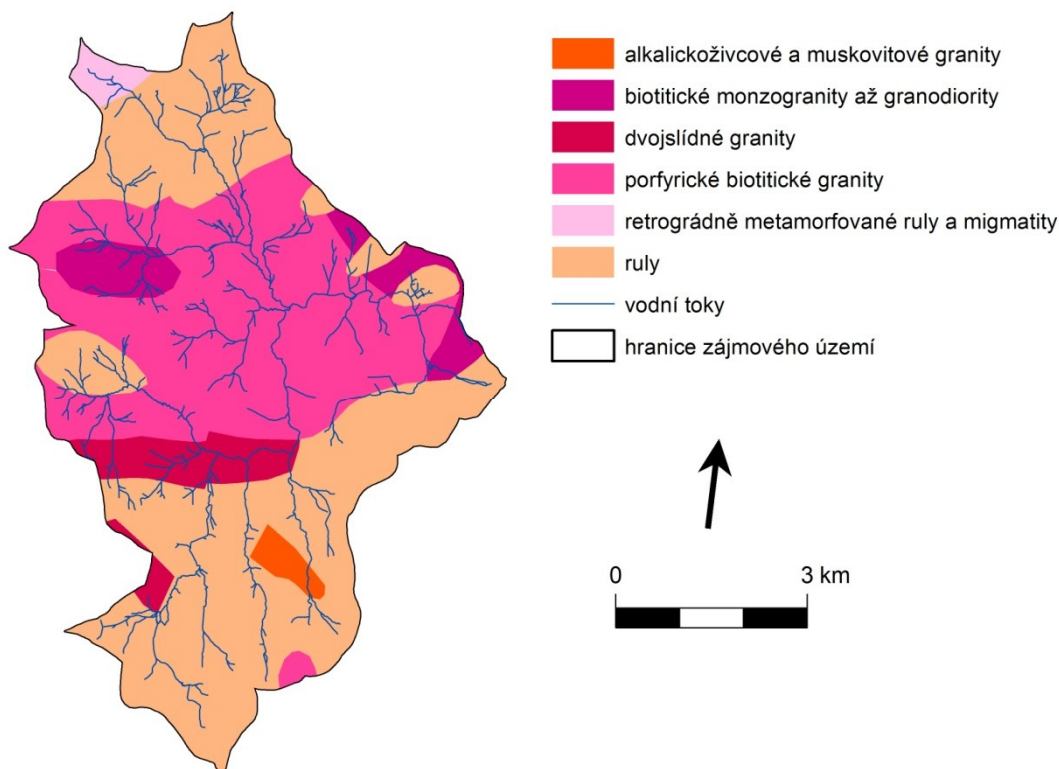 alkalickoživcové a muskovitové granity
biotitické monzogranity až granodiority
dvojslídné granity
porfyrické biotitické granity
retrográdně metamorfované ruly a migmatity
ruly
vodní toky
hranice zájmového území
0 3 km